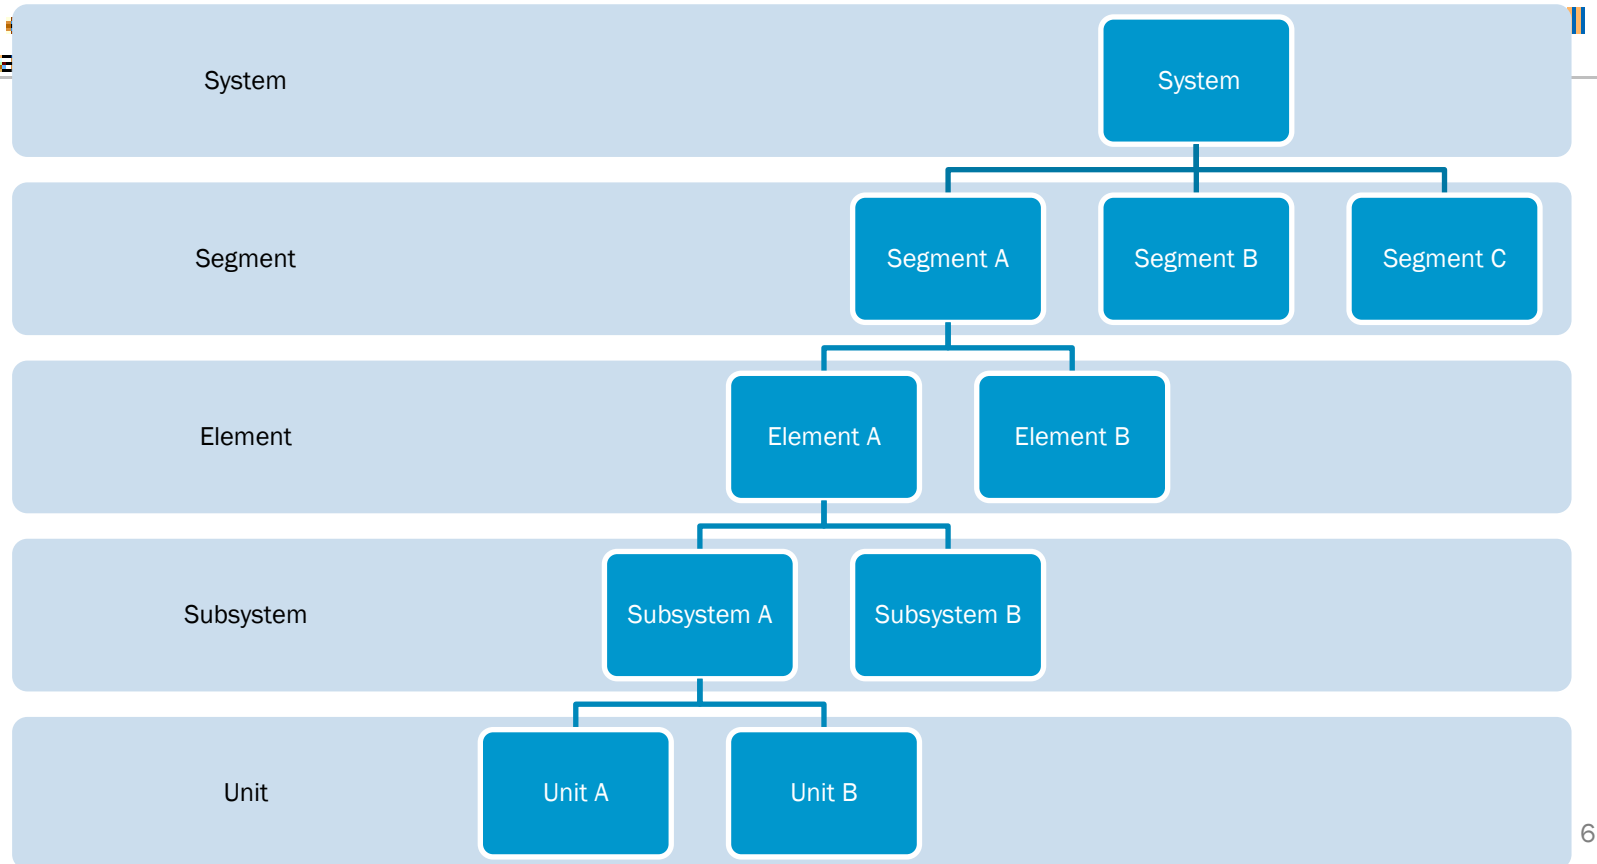 System
System
Segment
Segment A
Segment B
Segment C
Element
Element A
Element B
Subsystem
Subsystem A
Subsystem B
Unit
Unit A
Unit B
6